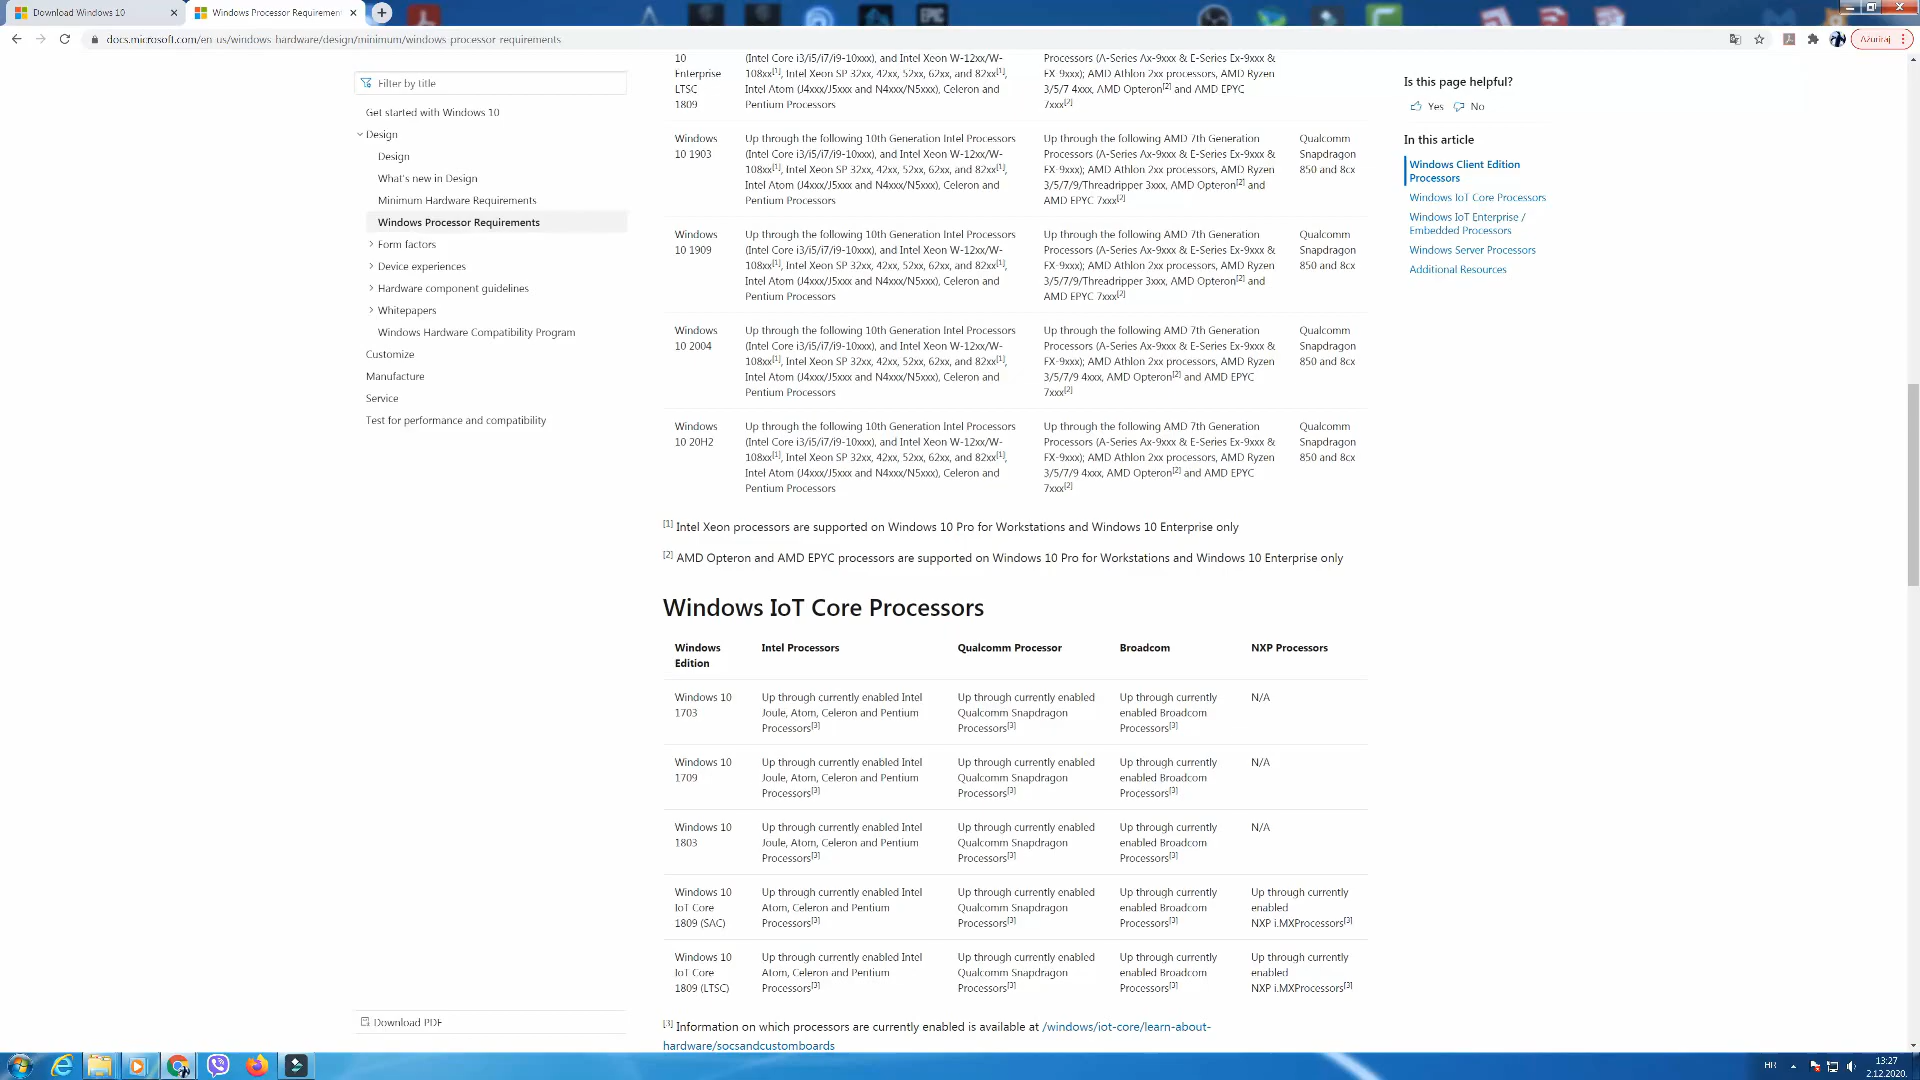 Download Windows 10
Windows Processor Requirement
docs.microsoft.com/en-us/windows-hardware/design/minimum/windows-processor-requirements
Ažuriraj
EPIC
Filter by title
Get started with Windows 10
Design
Design
What's new in Design
Minimum Hardware Requirements
Windows Processor Requirements
Form factors
Device experiences
Hardware component guidelines
Whitepapers
Windows Hardware Compatibility Program
Customize
Manufacture
Service
Test for performance and compatibility
Download PDF
10
Enterprise
LTSC
1809
(Intel Core i3/i5/i7/i9-10xxx), and Intel Xeon W-12xx/W-
108xx[1], Intel Xeon SP 32xx, 42xx, 52xx, 62xx, and 82xx[1],
Intel Atom (J4xxx/J5xxx and N4xxx/N5xxx), Celeron and
Pentium Processors
Processors (A-Series Ax-9xxx & E-Series Ex-9xxx &
FX-9xxx); AMD Athlon 2xx processors, AMD Ryzen
3/5/7 4xxx, AMD Opteron[2] and AMD EPYC
7xxx[2]
Windows
10 1903
Up through the following 10th Generation Intel Processors
(Intel Core i3/i5/i7/i9-10xxx), and Intel Xeon W-12xx/W-
108xx[1], Intel Xeon SP 32xx, 42xx, 52xx, 62xx, and 82xx[1],
Intel Atom (J4xxx/J5xxx and N4xxx/N5xxx), Celeron and
Pentium Processors
Up through the following AMD 7th Generation
Processors (A-Series Ax-9xxx & E-Series Ex-9xxx &
FX-9xxx); AMD Athlon 2xx processors, AMD Ryzen
3/5/7/9/Threadripper 3xxx, AMD Opteron[2] and
AMD EPYC 7xxx[2]
Qualcomm
Snapdragon
850 and 8cx
Windows
10 1909
Up through the following 10th Generation Intel Processors
(Intel Core i3/i5/i7/i9-10xxx), and Intel Xeon W-12xx/W-
108xx[1], Intel Xeon SP 32xx, 42xx, 52xx, 62xx, and 82xx[1],
Intel Atom (J4xxx/J5xxx and N4xxx/N5xxx), Celeron and
Pentium Processors
Up through the following AMD 7th Generation
Processors (A-Series Ax-9xxx & E-Series Ex-9xxx &
FX-9xxx); AMD Athlon 2xx processors, AMD Ryzen
3/5/7/9/Threadripper 3xxx, AMD Opteron[2] and
AMD EPYC 7xxx[2]
Qualcomm
Snapdragon
850 and 8cx
Windows
10 2004
Up through the following 10th Generation Intel Processors
(Intel Core i3/i5/i7/i9-10xxx), and Intel Xeon W-12xx/W-
108xx[1], Intel Xeon SP 32xx, 42xx, 52xx, 62xx, and 82xx[1],
Intel Atom (J4xxx/J5xxx and N4xxx/N5xxx), Celeron and
Pentium Processors
Up through the following AMD 7th Generation
Processors (A-Series Ax-9xxx & E-Series Ex-9xxx &
FX-9xxx); AMD Athlon 2xx processors, AMD Ryzen
3/5/7/9 4xxx, AMD Opteron[2] and AMD EPYC
7xxx[2]
Qualcomm
Snapdragon
850 and 8cx
Windows
10 20H2
Up through the following 10th Generation Intel Processors
(Intel Core i3/i5/i7/i9-10xxx), and Intel Xeon W-12xx/W-
108xx[1], Intel Xeon SP 32xx, 42xx, 52xx, 62xx, and 82xx[1],
Intel Atom (J4xxx/J5xxx and N4xxx/N5xxx), Celeron and
Pentium Processors
Up through the following AMD 7th Generation
Processors (A-Series Ax-9xxx & E-Series Ex-9xxx &
FX-9xxx); AMD Athlon 2xx processors, AMD Ryzen
3/5/7/9 4xxx, AMD Opteron[2] and AMD EPYC
7xxx[2]
Qualcomm
Snapdragon
850 and 8cx
[1] Intel Xeon processors are supported on Windows 10 Pro for Workstations and Windows 10 Enterprise only
[2] AMD Opteron and AMD EPYC processors are supported on Windows 10 Pro for Workstations and Windows 10 Enterprise only
Windows IoT Core Processors
Windows
Edition
Intel Processors
Qualcomm Processor
Broadcom
NXP Processors
Windows 10
1703
Up through currently enabled Intel
Joule, Atom, Celeron and Pentium
Processors[3]
Up through currently enabled
Qualcomm Snapdragon
Processors[3]
Up through currently
enabled Broadcom
Processors[3]
N/A
Windows 10
1709
Up through currently enabled Intel
Joule, Atom, Celeron and Pentium
Processors[3]
Up through currently enabled
Qualcomm Snapdragon
Processors[3]
Up through currently
enabled Broadcom
Processors[3]
N/A
Windows 10
1803
Up through currently enabled Intel
Joule, Atom, Celeron and Pentium
Processors[3]
Up through currently enabled
Qualcomm Snapdragon
Processors[3]
Up through currently
enabled Broadcom
Processors[3]
N/A
Windows 10
IoT Core
1809 (SAC)
Up through currently enabled Intel
Atom, Celeron and Pentium
Processors[3]
Up through currently enabled
Qualcomm Snapdragon
Processors[3]
Up through currently
enabled Broadcom
Processors[3]
Up through currently
enabled
NXP i.MXProcessors[3]
Windows 10
IoT Core
1809 (LTSC)
Up through currently enabled Intel
Atom, Celeron and Pentium
Processors[3]
Up through currently enabled
Qualcomm Snapdragon
Processors[3]
Up through currently
enabled Broadcom
Processors[3]
Up through currently
enabled
NXP i.MXProcessors[3]
[3] Information on which processors are currently enabled is available at /windows/iot-core/learn-about-
hardware/socsandcustomboards
Is this page helpful?
Yes No
In this article
Windows Client Edition
Processors
Windows IoT Core Processors
Windows IoT Enterprise /
Embedded Processors
Windows Server Processors
Additional Resources
HR
13:27
2.12.2020.